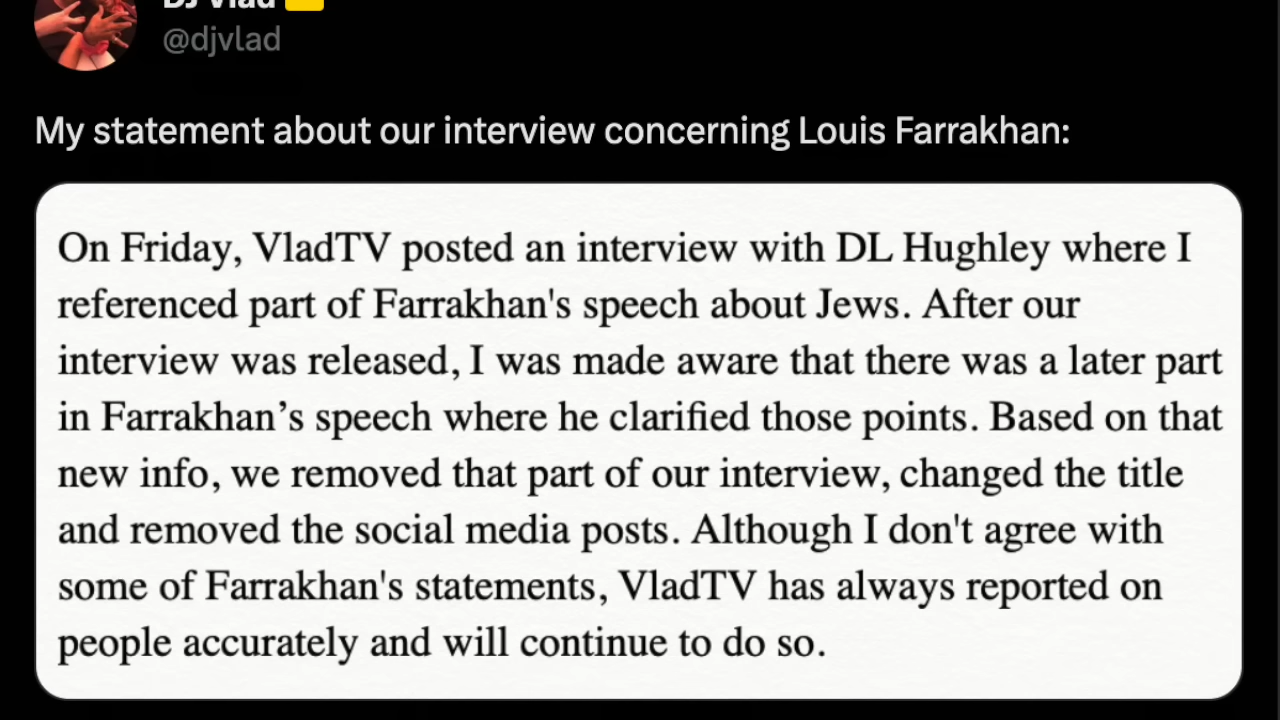 DJ Vlad
@djvlad
My statement about our interview concerning Louis Farrakhan:
On Friday, VladTV posted an interview with DL Hughley where I
referenced part of Farrakhan's speech about Jews. After our
interview was released, I was made aware that there was a later part
in Farrakhan’s speech where he clarified those points. Based on that
new info, we removed that part of our interview, changed the title
and removed the social media posts. Although I don't agree with
some of Farrakhan's statements, VladTV has always reported on
people accurately and will continue to do so.